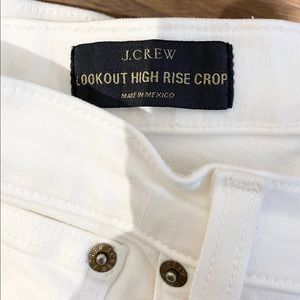 J.CREW
LOOKOUT HIGH RISE CROP
MADE IN MEXICO